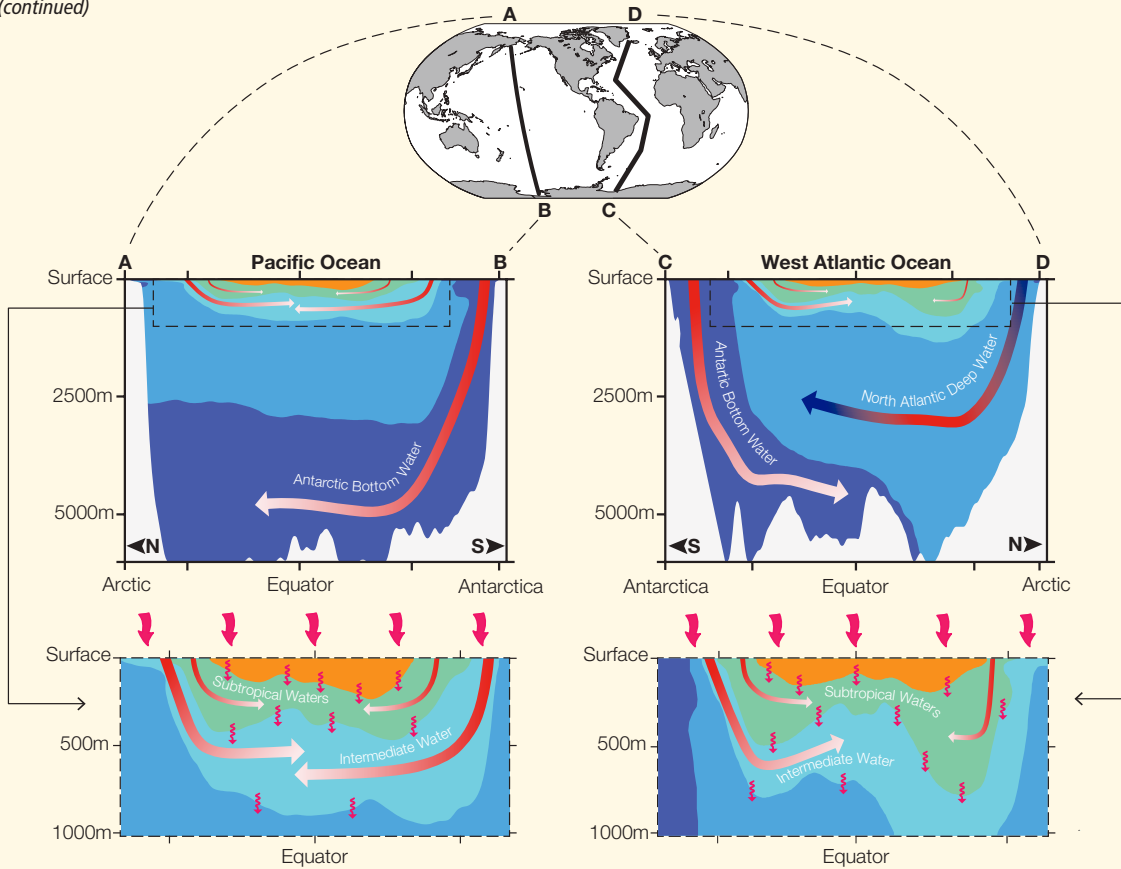 (continued)
A D
B C
A Pacific Ocean B
Surface
2500m
5000m
Antarctic Bottom Water
N S
Arctic Equator Antarctica
C West Atlantic Ocean D
Surface
2500m
5000m
Antartic Bottom Water
North Atlantic Deep Water
S N
Antarctica Equator Arctic
Surface
500m
1000m
Subtropical Waters
Intermediate Water
Equator
Surface
500m
1000m
Subtropical Waters
Intermediate Water
Equator